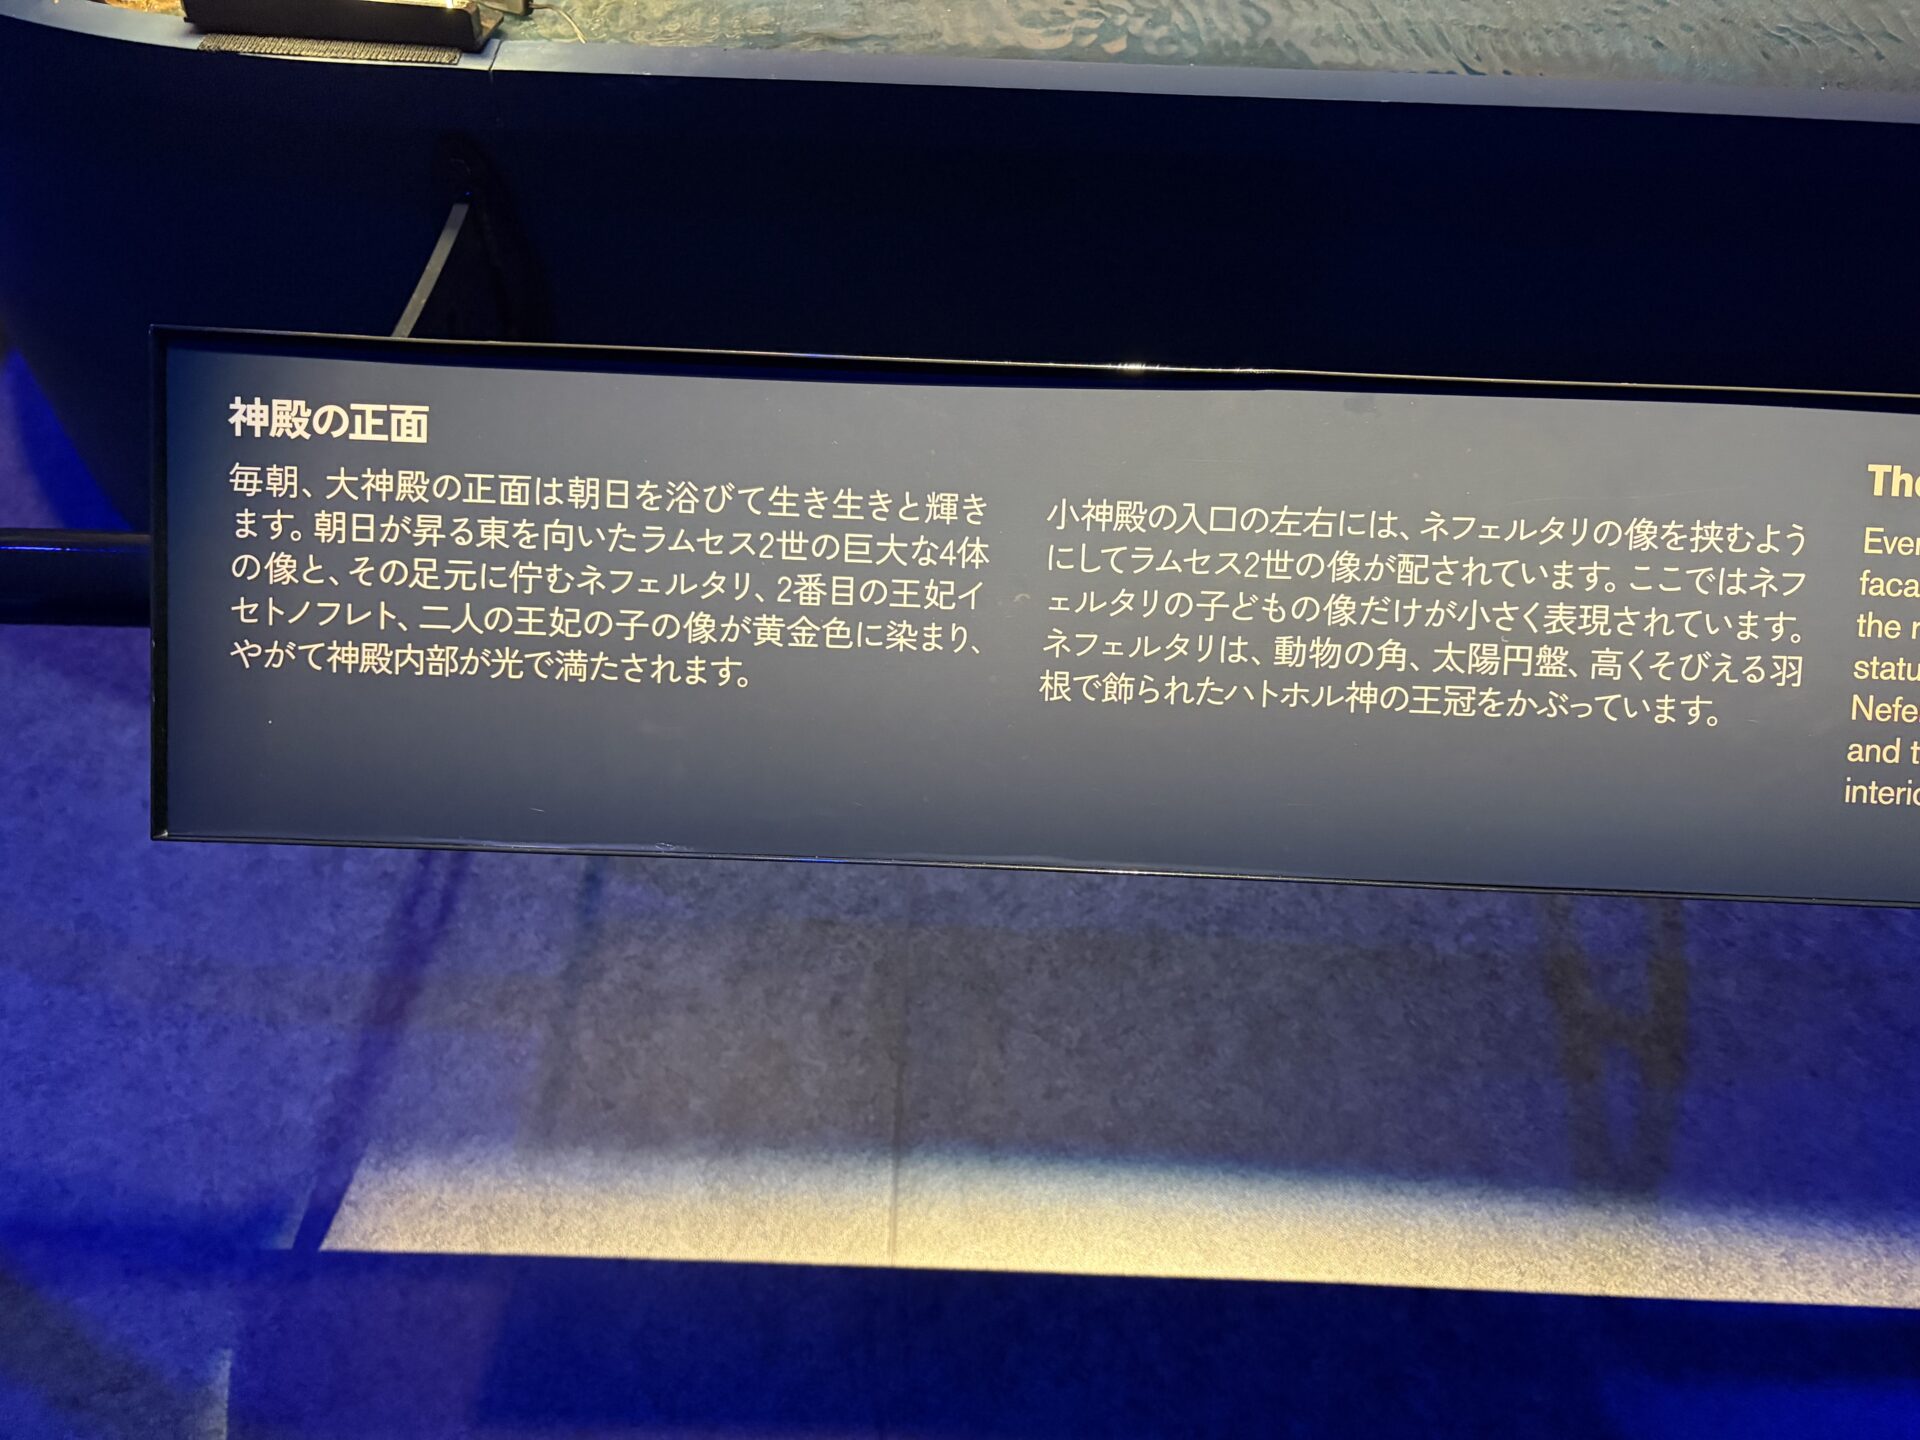 神殿の正面
毎朝、大神殿の正面は朝日を浴びて生き生きと輝き
ます。朝日が昇る東を向いたラムセス2世の巨大な4体
の像と、その足元に佇むネフェルタリ、2番目の王妃イ
セトノフレト、二人の王妃の子の像が黄金色に染まり、
やがて神殿内部が光で満たされます。
小神殿の入口の左右には、ネフェルタリの像を挟むよう
にしてラムセス2世の像が配されています。ここではネフ
ェルタリの子どもの像だけが小さく表現されています。
ネフェルタリは、動物の角、太陽円盤、高くそびえる羽
根で飾られたハトホル神の王冠をかぶっています。
The
Ever
faca
the r
statu
Nefe
and t
interio